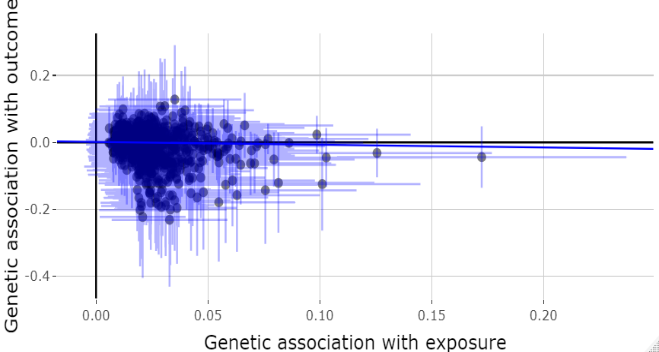 Genetic association with outcome
0.2
0.0
-0.2
-0.4
0.00 0.05 0.10 0.15 0.20
Genetic association with exposure